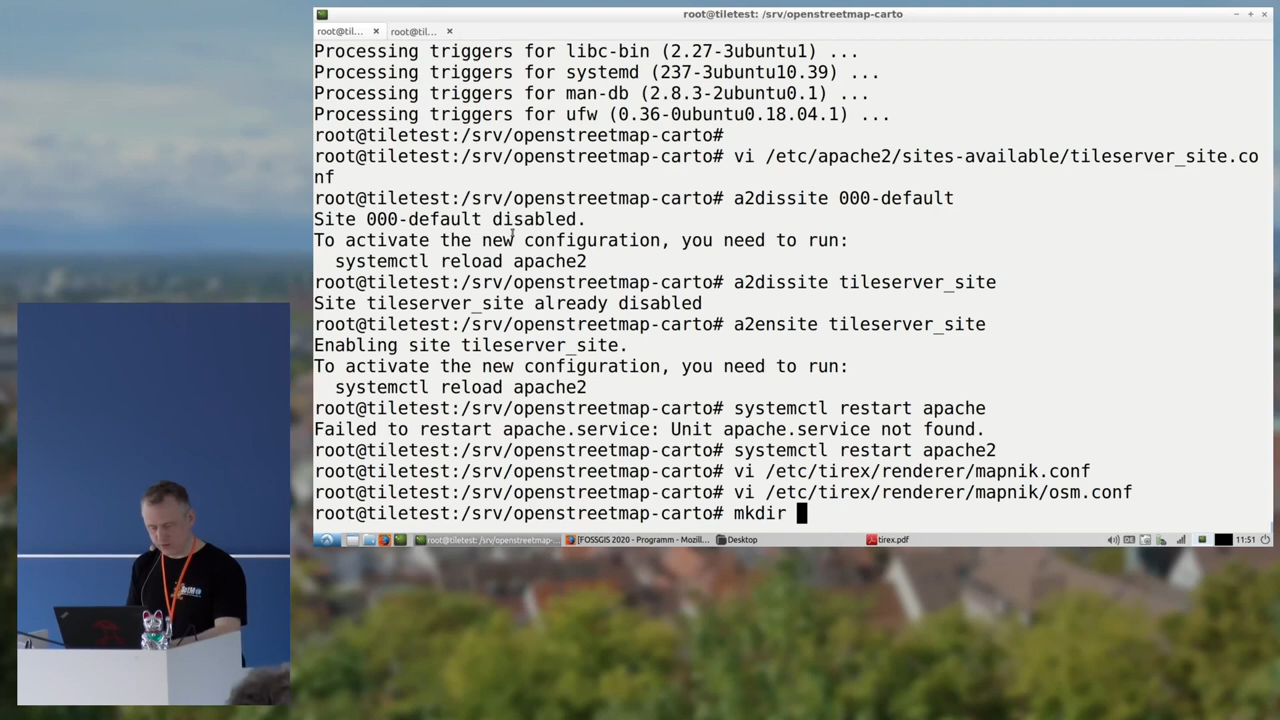 root@tiletest: /srv/openstreetmap-carto
root@til... × root@til... ×
Processing triggers for libc-bin (2.27-3ubuntu1) ...
Processing triggers for systemd (237-3ubuntu10.39) ...
Processing triggers for man-db (2.8.3-2ubuntu0.1) ...
Processing triggers for ufw (0.36-0ubuntu0.18.04.1) ...
root@tiletest:/srv/openstreetmap-carto#
root@tiletest:/srv/openstreetmap-carto# vi /etc/apache2/sites-available/tileserver_site.co
nf
root@tiletest:/srv/openstreetmap-carto# a2dissite 000-default
Site 000-default disabled.
To activate the new configuration, you need to run:
systemctl reload apache2
root@tiletest:/srv/openstreetmap-carto# a2dissite tileserver_site
Site tileserver_site already disabled
root@tiletest:/srv/openstreetmap-carto# a2ensite tileserver_site
Enabling site tileserver_site.
To activate the new configuration, you need to run:
systemctl reload apache2
root@tiletest:/srv/openstreetmap-carto# systemctl restart apache
Failed to restart apache.service: Unit apache.service not found.
root@tiletest:/srv/openstreetmap-carto# systemctl restart apache2
root@tiletest:/srv/openstreetmap-carto# vi /etc/tirex/renderer/mapnik.conf
root@tiletest:/srv/openstreetmap-carto# vi /etc/tirex/renderer/mapnik/osm.conf
root@tiletest:/srv/openstreetmap-carto# mkdir
root@tiletest: /srv/openstreetmap-... [FOSSGIS 2020 - Programm - Mozill... Desktop tirex.pdf DE 11:51